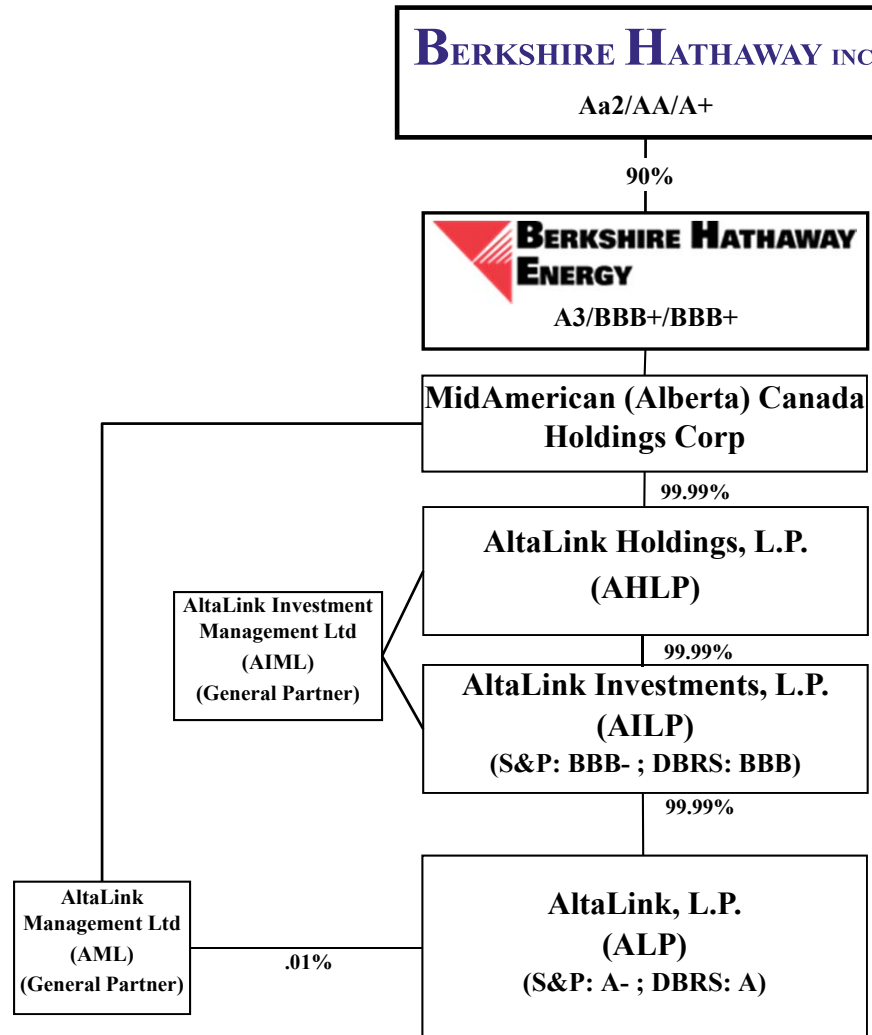 BERKSHIRE HATHAWAY INC
Aa2/AA/A+
90%
BERKSHIRE HATHAWAY
ENERGY
A3/BBB+/BBB+
MidAmerican (Alberta) Canada
Holdings Corp
99.99%
AltaLink Holdings, L.P.
(AHLP)
AltaLink Investment
Management Ltd
(AIML)
(General Partner)
99.99%
AltaLink Investments, L.P.
(AILP)
(S&P: BBB- ; DBRS: BBB)
99.99%
AltaLink
Management Ltd
(AML)
(General Partner)
.01%
AltaLink, L.P.
(ALP)
(S&P: A- ; DBRS: A)